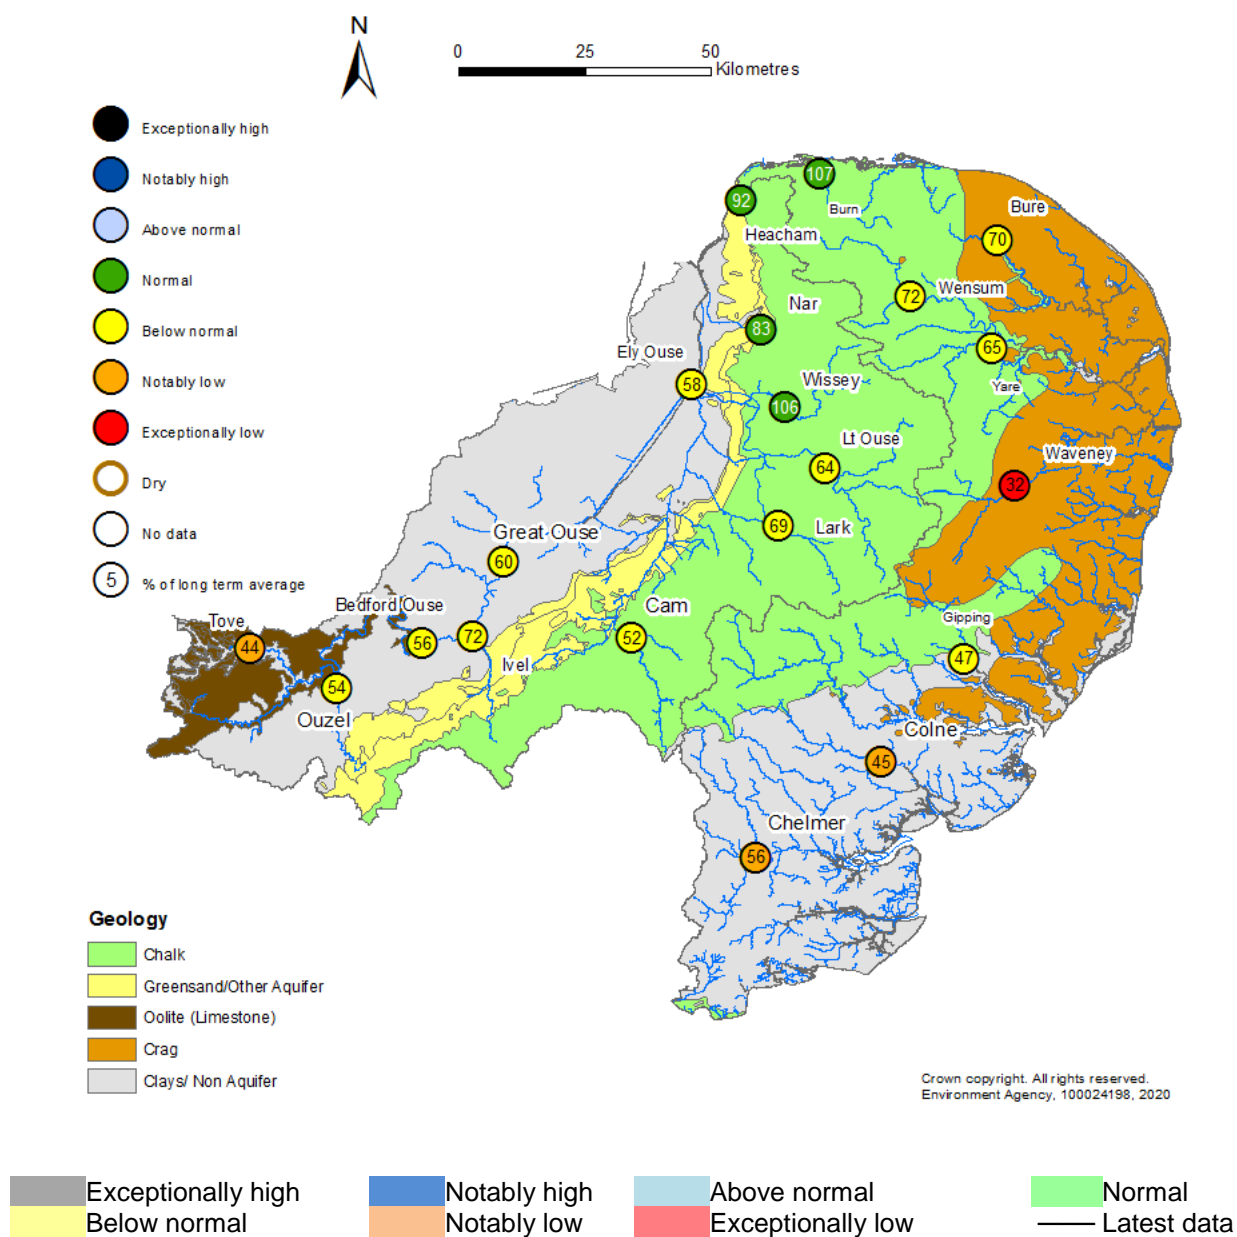 N
0 25 50
Kilometres
Exceptionally high
Notably high
Above normal
Normal
Below normal
Notably low
Exceptionally low
Dry
No data
5 % of long term average
107
92
Burn
Bure
Heacham
70
Nar
72
Wensum
83
Ely Ouse
65
58
Wissey
Yare
106
Lt Ouse
Waveney
64
32
69
Lark
Great Ouse
60
Bedford Ouse
Cam
Tove
Gipping
44
56
72
52
Ivel
47
54
Ouzel
Colne
45
Chelmer
56
Geology
Chalk
Greensand/Other Aquifer
Oolite (Limestone)
Crag
Clays/ Non Aquifer
Crown copyright. All rights reserved.
Environment Agency, 100024198, 2020
Exceptionally high Notably high Above normal Normal
Below normal Notably low Exceptionally low Latest data